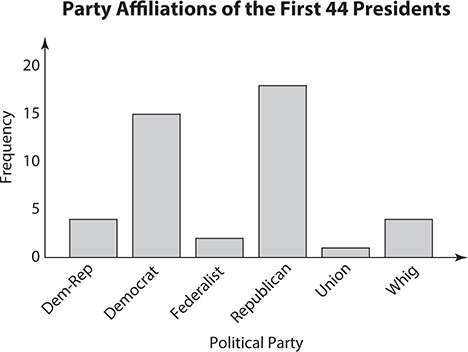 Party Affiliations of the First 44 Presidents
20
15
10
5
0
Frequency
Dem-Rep
Democrat
Federalist
Republican
Union
Whig
Political Party